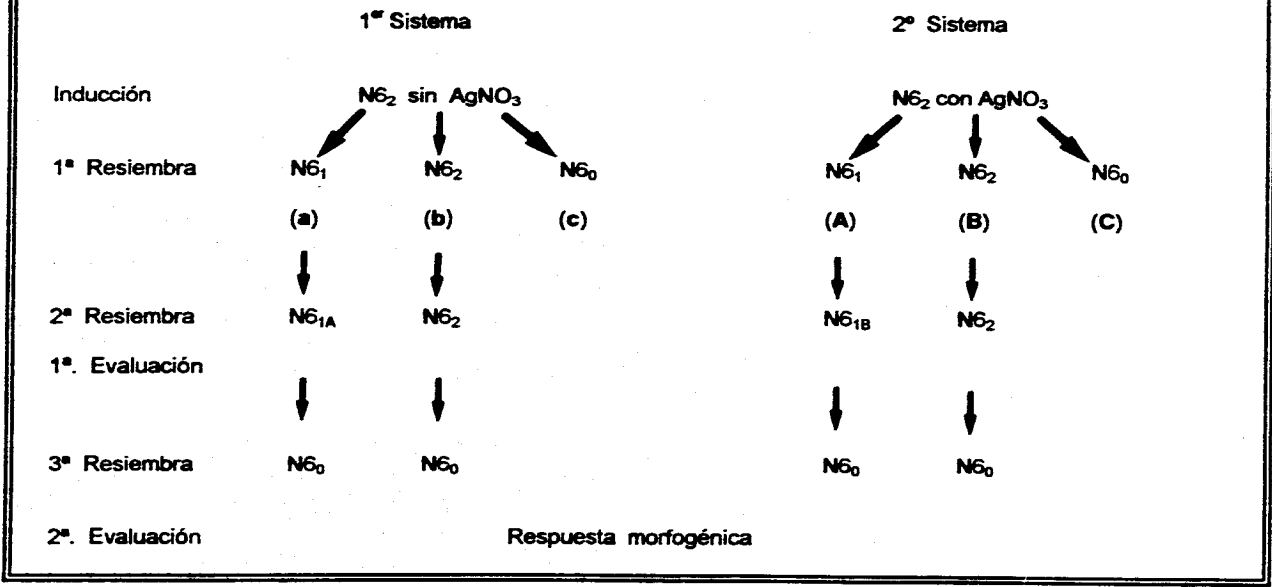 1er Sistema 2º Sistema
Inducción N6₂ sin AgNO₃ N6₂ con AgNO₃
1ª Resiembra N6₁ N6₂ N6₀ N6₁ N6₂ N6₀
(a) (b) (c) (A) (B) (C)
2ª Resiembra N6₁A N6₂ N6₁B N6₂
1ª. Evaluación
3ª Resiembra N6₀ N6₀ N6₀ N6₀
2ª. Evaluación Respuesta morfogénica